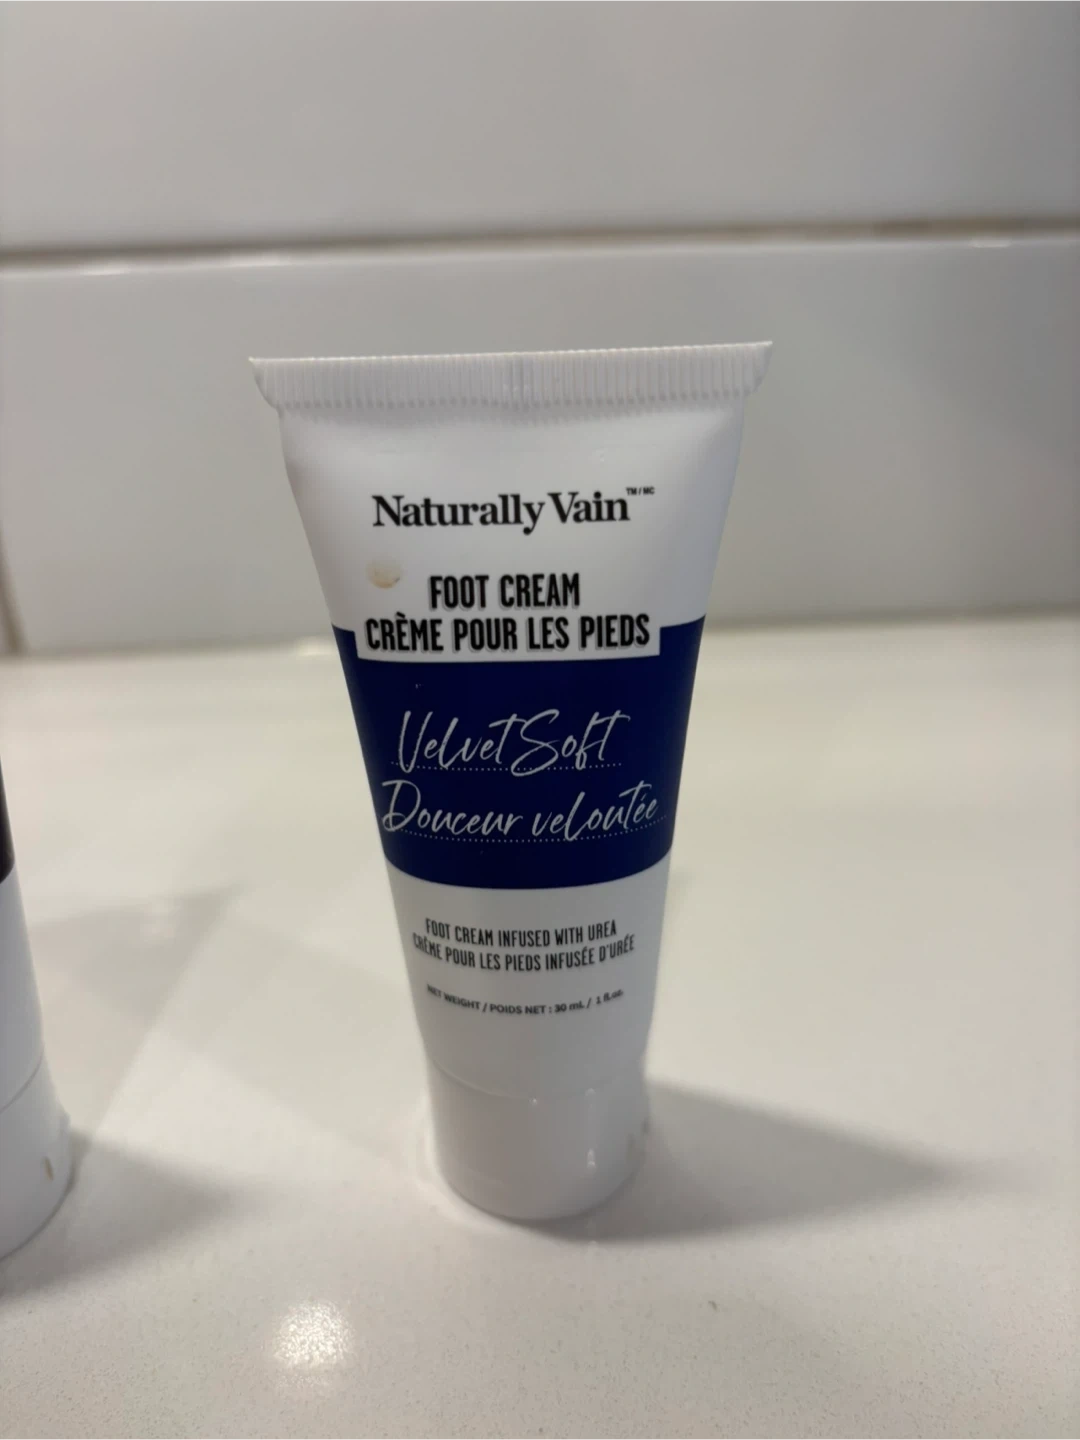 Naturally Vain™/MC
FOOT CREAM
CRÈME POUR LES PIEDS
Velvet Soft
Douceur veloutée
FOOT CREAM INFUSED WITH UREA
CRÈME POUR LES PIEDS INFUSÉE D'URÉE
NET WEIGHT / POIDS NET : 30 mL / 1 fl.oz.